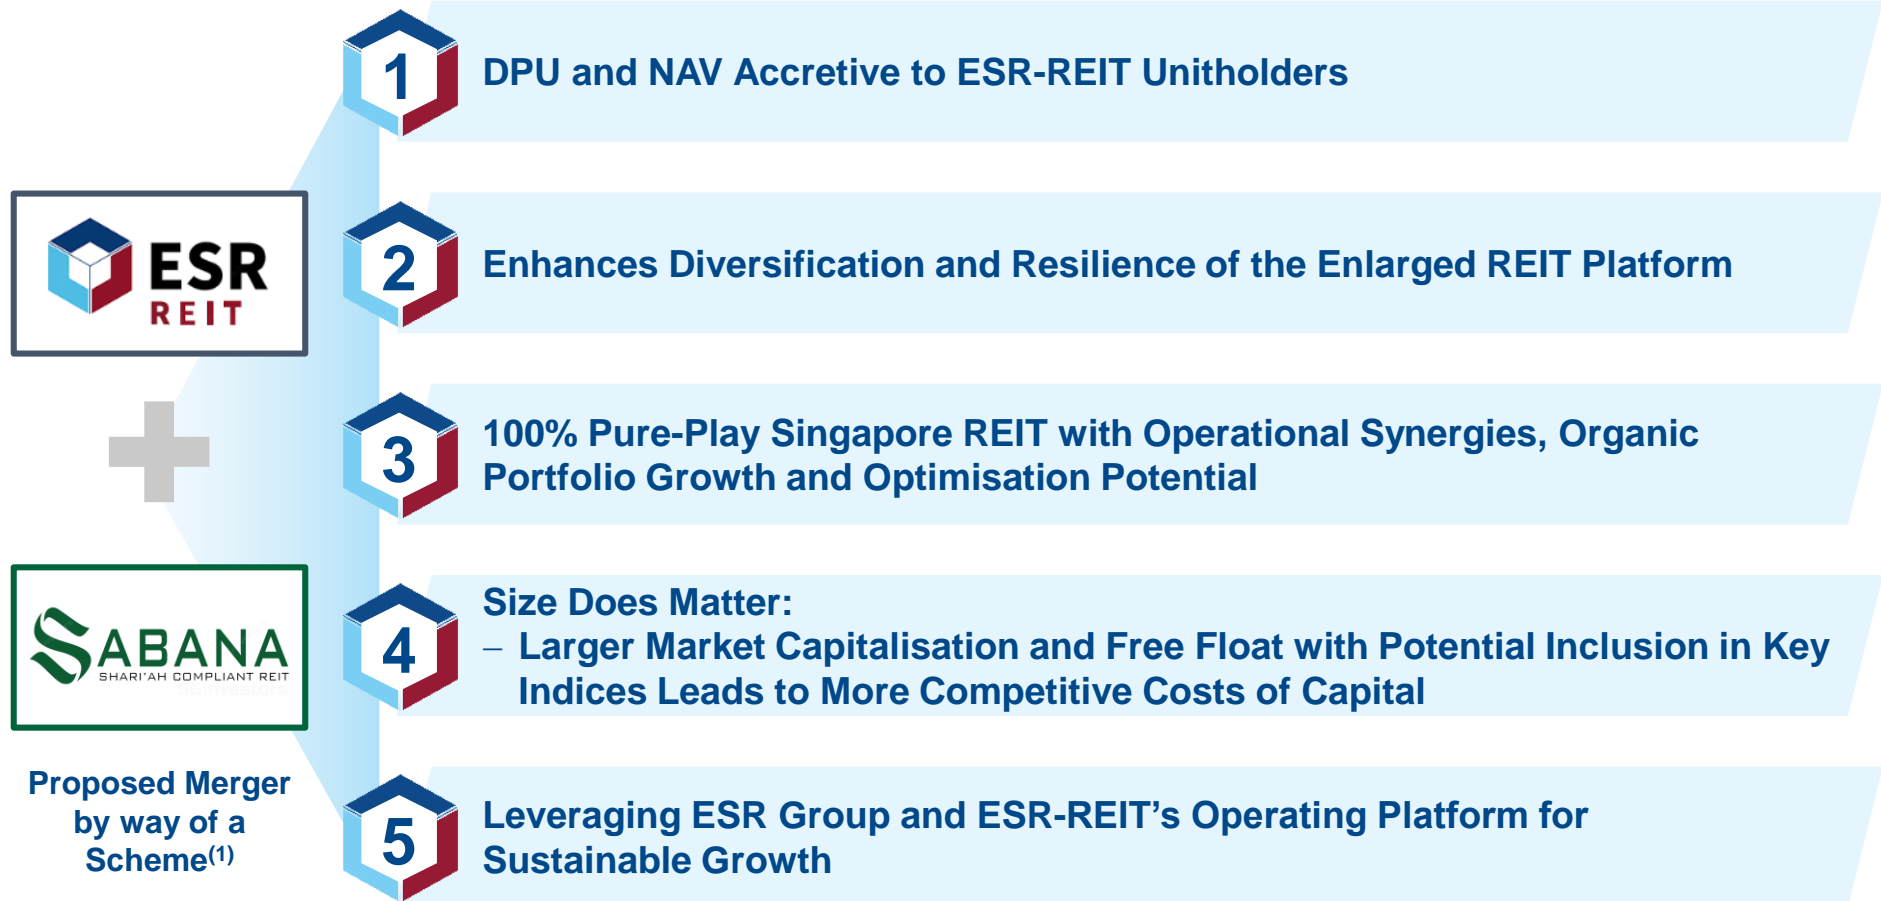 1
DPU and NAV Accretive to ESR-REIT Unitholders
ESR
REIT
2
Enhances Diversification and Resilience of the Enlarged REIT Platform
3
100% Pure-Play Singapore REIT with Operational Synergies, Organic
Portfolio Growth and Optimisation Potential
SABANA
SHARI'AH COMPLIANT REIT
4
Size Does Matter:
– Larger Market Capitalisation and Free Float with Potential Inclusion in Key
Indices Leads to More Competitive Costs of Capital
Proposed Merger
by way of a
Scheme(1)
5
Leveraging ESR Group and ESR-REIT’s Operating Platform for
Sustainable Growth